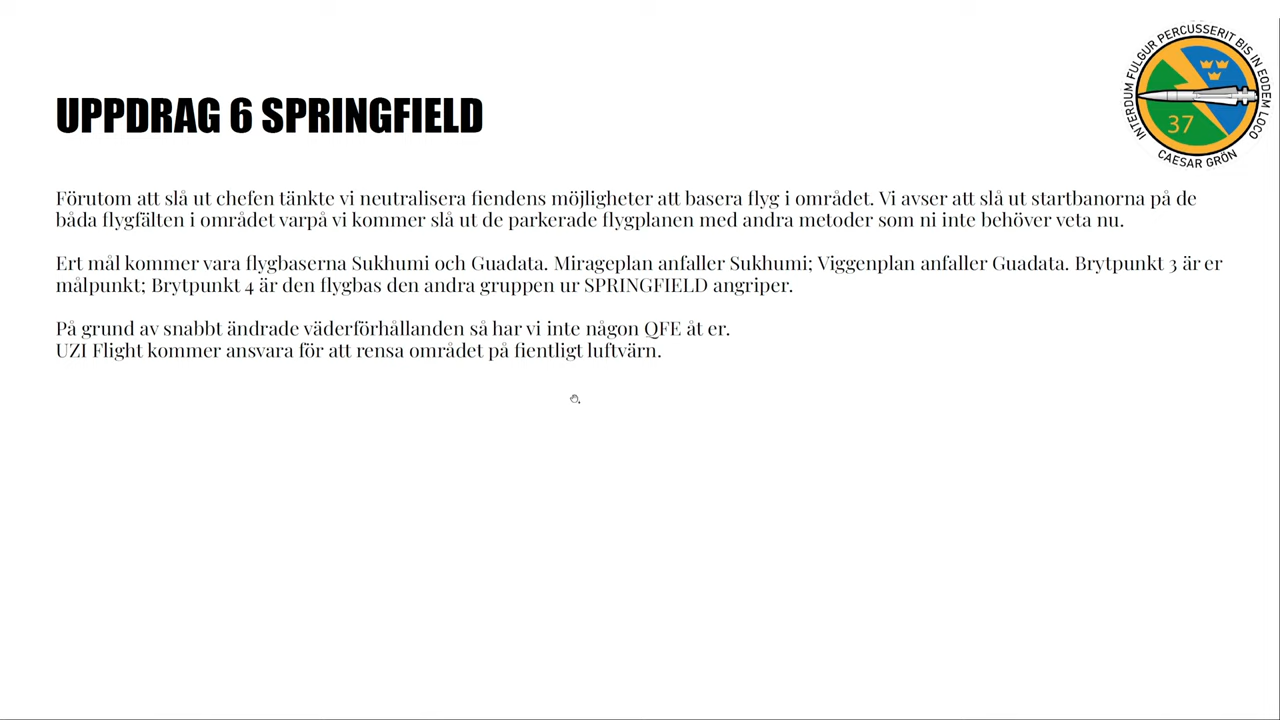 INTERDUM FULGUR PERCUSSERIT BIS IN EODEM LOCO
37
CAESAR GRÖN
UPPDRAG 6 SPRINGFIELD
Förutom att slå ut chefen tänkte vi neutralisera fiendens möjligheter att basera flyg i området. Vi avser att slå ut startbanorna på de
båda flygfälten i området varpå vi kommer slå ut de parkerade flygplanen med andra metoder som ni inte behöver veta nu.
Ert mål kommer vara flygbaserna Sukhumi och Guadata. Mirageplan anfaller Sukhumi; Viggenplan anfaller Guadata. Brytpunkt 3 är er
målpunkt; Brytpunkt 4 är den flygbas den andra gruppen ur SPRINGFIELD angriper.
På grund av snabbt ändrade väderförhållanden så har vi inte någon QFE åt er.
UZI Flight kommer ansvara för att rensa området på fientligt luftvärn.